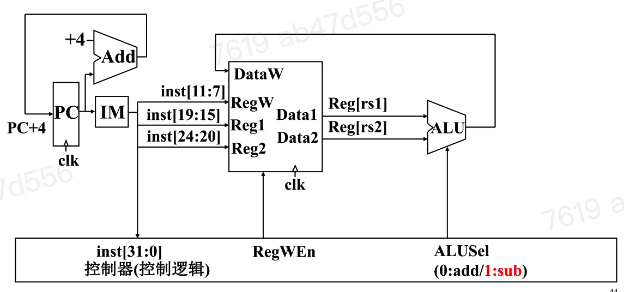 7619 ab47d556
+4
Add
DataW
inst[11:7]
RegW
PC
IM
Data1
Reg[rs1]
inst[19:15]
Reg1
ALU
PC+4
Data2
Reg[rs2]
inst[24:20]
Reg2
clk
clk
7d556
7619 a
inst[31:0]
RegWEn
ALUSel
控制器(控制逻辑)
(0:add/1:sub)